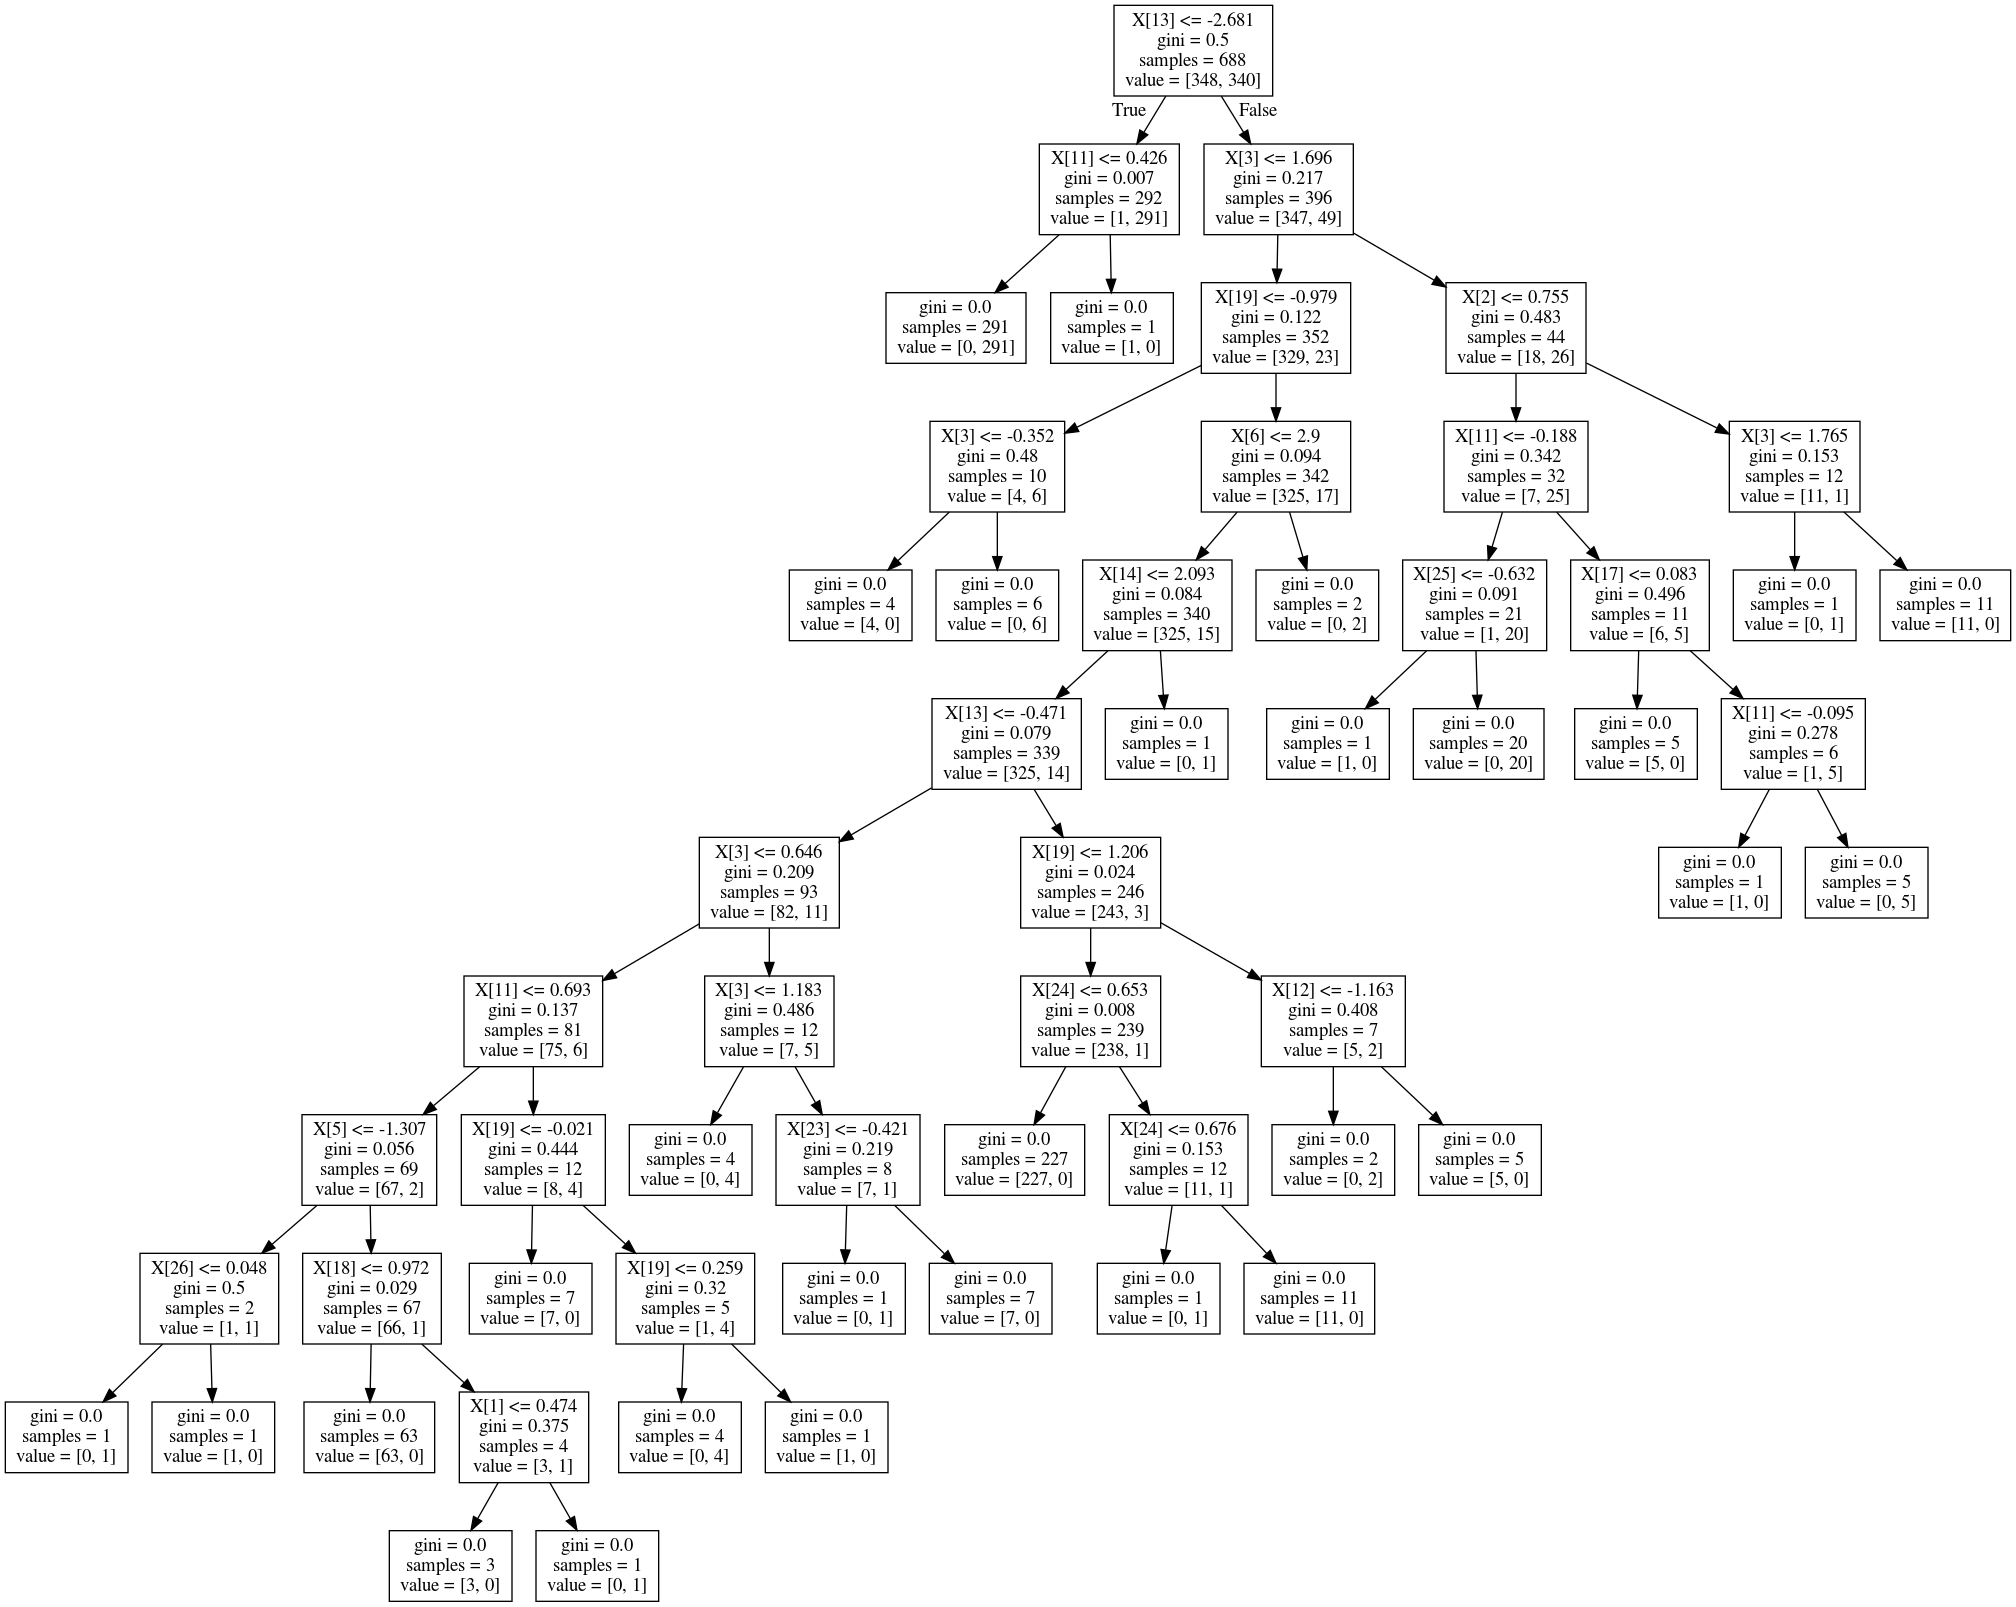 X[13] <= -2.681
gini = 0.5
samples = 688
value = [348, 340]
True
False
X[11] <= 0.426
gini = 0.007
samples = 292
value = [1, 291]
X[3] <= 1.696
gini = 0.217
samples = 396
value = [347, 49]
gini = 0.0
samples = 291
value = [0, 291]
gini = 0.0
samples = 1
value = [1, 0]
X[19] <= -0.979
gini = 0.122
samples = 352
value = [329, 23]
X[2] <= 0.755
gini = 0.483
samples = 44
value = [18, 26]
X[3] <= -0.352
gini = 0.48
samples = 10
value = [4, 6]
X[6] <= 2.9
gini = 0.094
samples = 342
value = [325, 17]
X[11] <= -0.188
gini = 0.342
samples = 32
value = [7, 25]
X[3] <= 1.765
gini = 0.153
samples = 12
value = [11, 1]
gini = 0.0
samples = 4
value = [4, 0]
gini = 0.0
samples = 6
value = [0, 6]
X[14] <= 2.093
gini = 0.084
samples = 340
value = [325, 15]
gini = 0.0
samples = 2
value = [0, 2]
X[25] <= -0.632
gini = 0.091
samples = 21
value = [1, 20]
X[17] <= 0.083
gini = 0.496
samples = 11
value = [6, 5]
gini = 0.0
samples = 1
value = [0, 1]
gini = 0.0
samples = 11
value = [11, 0]
X[13] <= -0.471
gini = 0.079
samples = 339
value = [325, 14]
gini = 0.0
samples = 1
value = [0, 1]
gini = 0.0
samples = 1
value = [1, 0]
gini = 0.0
samples = 20
value = [0, 20]
gini = 0.0
samples = 5
value = [5, 0]
X[11] <= -0.095
gini = 0.278
samples = 6
value = [1, 5]
X[3] <= 0.646
gini = 0.209
samples = 93
value = [82, 11]
X[19] <= 1.206
gini = 0.024
samples = 246
value = [243, 3]
gini = 0.0
samples = 1
value = [1, 0]
gini = 0.0
samples = 5
value = [0, 5]
X[11] <= 0.693
gini = 0.137
samples = 81
value = [75, 6]
X[3] <= 1.183
gini = 0.486
samples = 12
value = [7, 5]
X[24] <= 0.653
gini = 0.008
samples = 239
value = [238, 1]
X[12] <= -1.163
gini = 0.408
samples = 7
value = [5, 2]
X[5] <= -1.307
gini = 0.056
samples = 69
value = [67, 2]
X[19] <= -0.021
gini = 0.444
samples = 12
value = [8, 4]
gini = 0.0
samples = 4
value = [0, 4]
X[23] <= -0.421
gini = 0.219
samples = 8
value = [7, 1]
gini = 0.0
samples = 227
value = [227, 0]
X[24] <= 0.676
gini = 0.153
samples = 12
value = [11, 1]
gini = 0.0
samples = 2
value = [0, 2]
gini = 0.0
samples = 5
value = [5, 0]
X[26] <= 0.048
gini = 0.5
samples = 2
value = [1, 1]
X[18] <= 0.972
gini = 0.029
samples = 67
value = [66, 1]
gini = 0.0
samples = 7
value = [7, 0]
X[19] <= 0.259
gini = 0.32
samples = 5
value = [1, 4]
gini = 0.0
samples = 1
value = [0, 1]
gini = 0.0
samples = 7
value = [7, 0]
gini = 0.0
samples = 1
value = [0, 1]
gini = 0.0
samples = 11
value = [11, 0]
gini = 0.0
samples = 1
value = [0, 1]
gini = 0.0
samples = 1
value = [1, 0]
gini = 0.0
samples = 63
value = [63, 0]
X[1] <= 0.474
gini = 0.375
samples = 4
value = [3, 1]
gini = 0.0
samples = 4
value = [0, 4]
gini = 0.0
samples = 1
value = [1, 0]
gini = 0.0
samples = 3
value = [3, 0]
gini = 0.0
samples = 1
value = [0, 1]